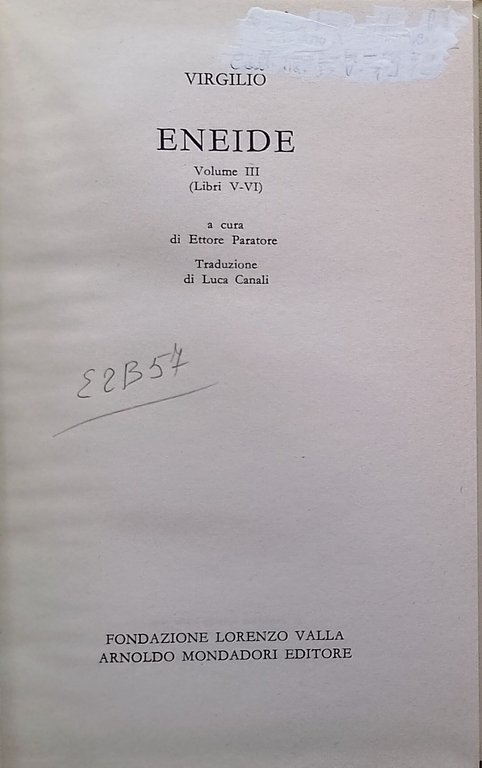 VIRGILIO
ENEIDE
Volume III
(Libri V-VI)
a cura
di Ettore Paratore
Traduzione
di Luca Canali
E2B57
FONDAZIONE LORENZO VALLA
ARNOLDO MONDADORI EDITORE